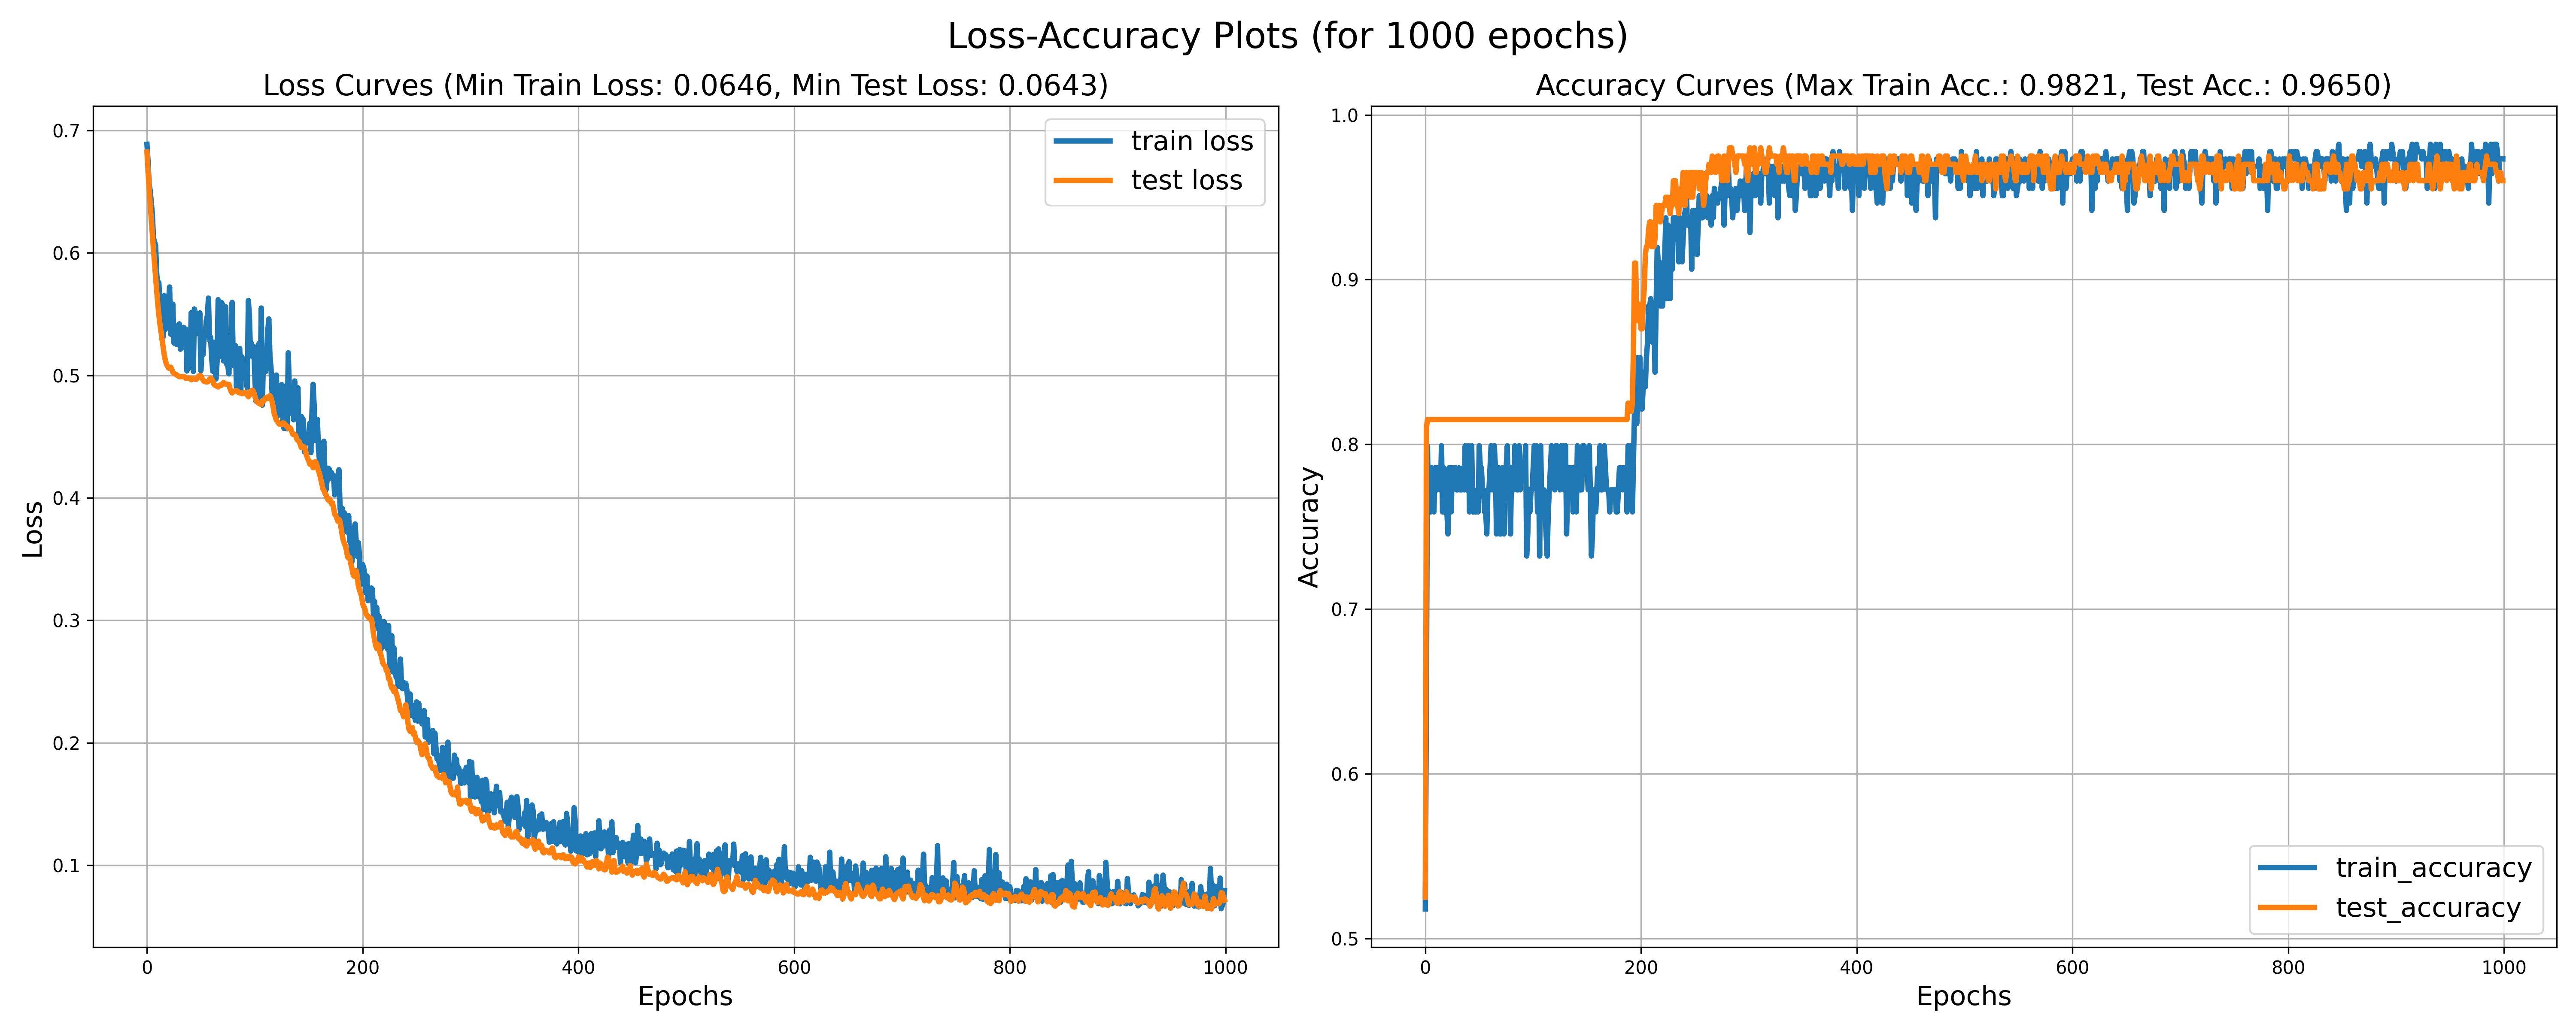 Loss-Accuracy Plots (for 1000 epochs)
Loss Curves (Min Train Loss: 0.0646, Min Test Loss: 0.0643)
0.7
0.6
0.5
0.4
0.3
0.2
0.1
Loss
train loss
test loss
0 200 400 600 800 1000
Epochs
Accuracy Curves (Max Train Acc.: 0.9821, Test Acc.: 0.9650)
1.0
0.9
0.8
0.7
0.6
0.5
Accuracy
train_accuracy
test_accuracy
0 200 400 600 800 1000
Epochs